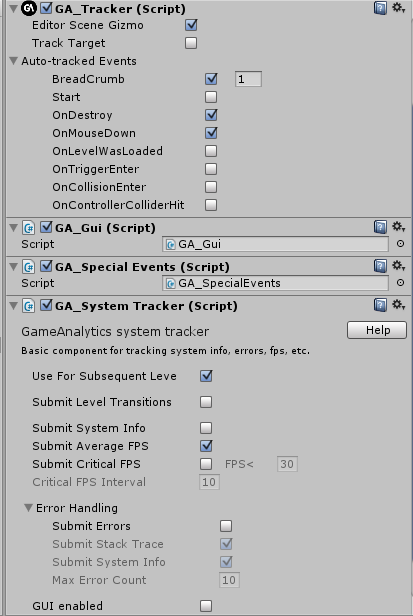 GA_Tracker (Script)
Editor Scene Gizmo
Track Target
Auto-tracked Events
BreadCrumb 1
Start
OnDestroy
OnMouseDown
OnLevelWasLoaded
OnTriggerEnter
OnCollisionEnter
OnControllerColliderHit
GA_Gui (Script)
Script GA_Gui
GA_Special Events (Script)
Script GA_SpecialEvents
GA_System Tracker (Script)
GameAnalytics system tracker Help
Basic component for tracking system info, errors, fps, etc.
Use For Subsequent Leve
Submit Level Transitions
Submit System Info
Submit Average FPS
Submit Critical FPS FPS< 30
Critical FPS Interval 10
Error Handling
Submit Errors
Submit Stack Trace
Submit System Info
Max Error Count 10
GUI enabled